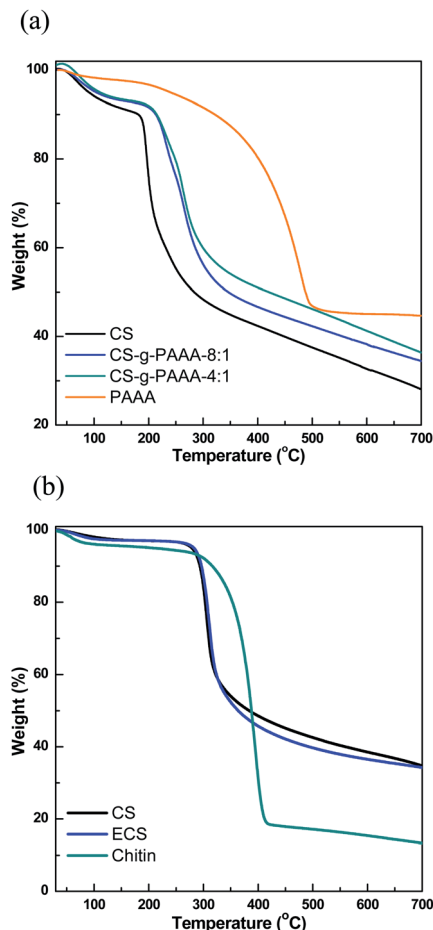 (a)
100
80
60
40
20
Weight (%)
CS
CS-g-PAAA-8:1
CS-g-PAAA-4:1
PAAA
100 200 300 400 500 600 700
Temperature (°C)
(b)
100
80
60
40
20
0
Weight (%)
CS
ECS
Chitin
100 200 300 400 500 600 700
Temperature (°C)